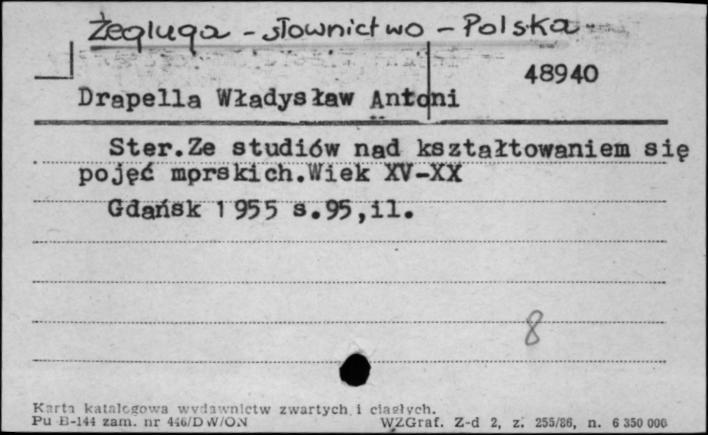 Żegluga - słownictwo - Polska
48940
Drapella Władysław Antoni
Ster.Ze studiów nad kształtowaniem się
pojęć morskich.Wiek XV-XX
Gdańsk 1955 s.95,il.
8
Karta katalogowa wydawnictw zwartych i ciągłych.
Pu B-144 zam. nr 446/DW/ON WZGraf. Z-d 2, z. 255/86, n. 6 350 000